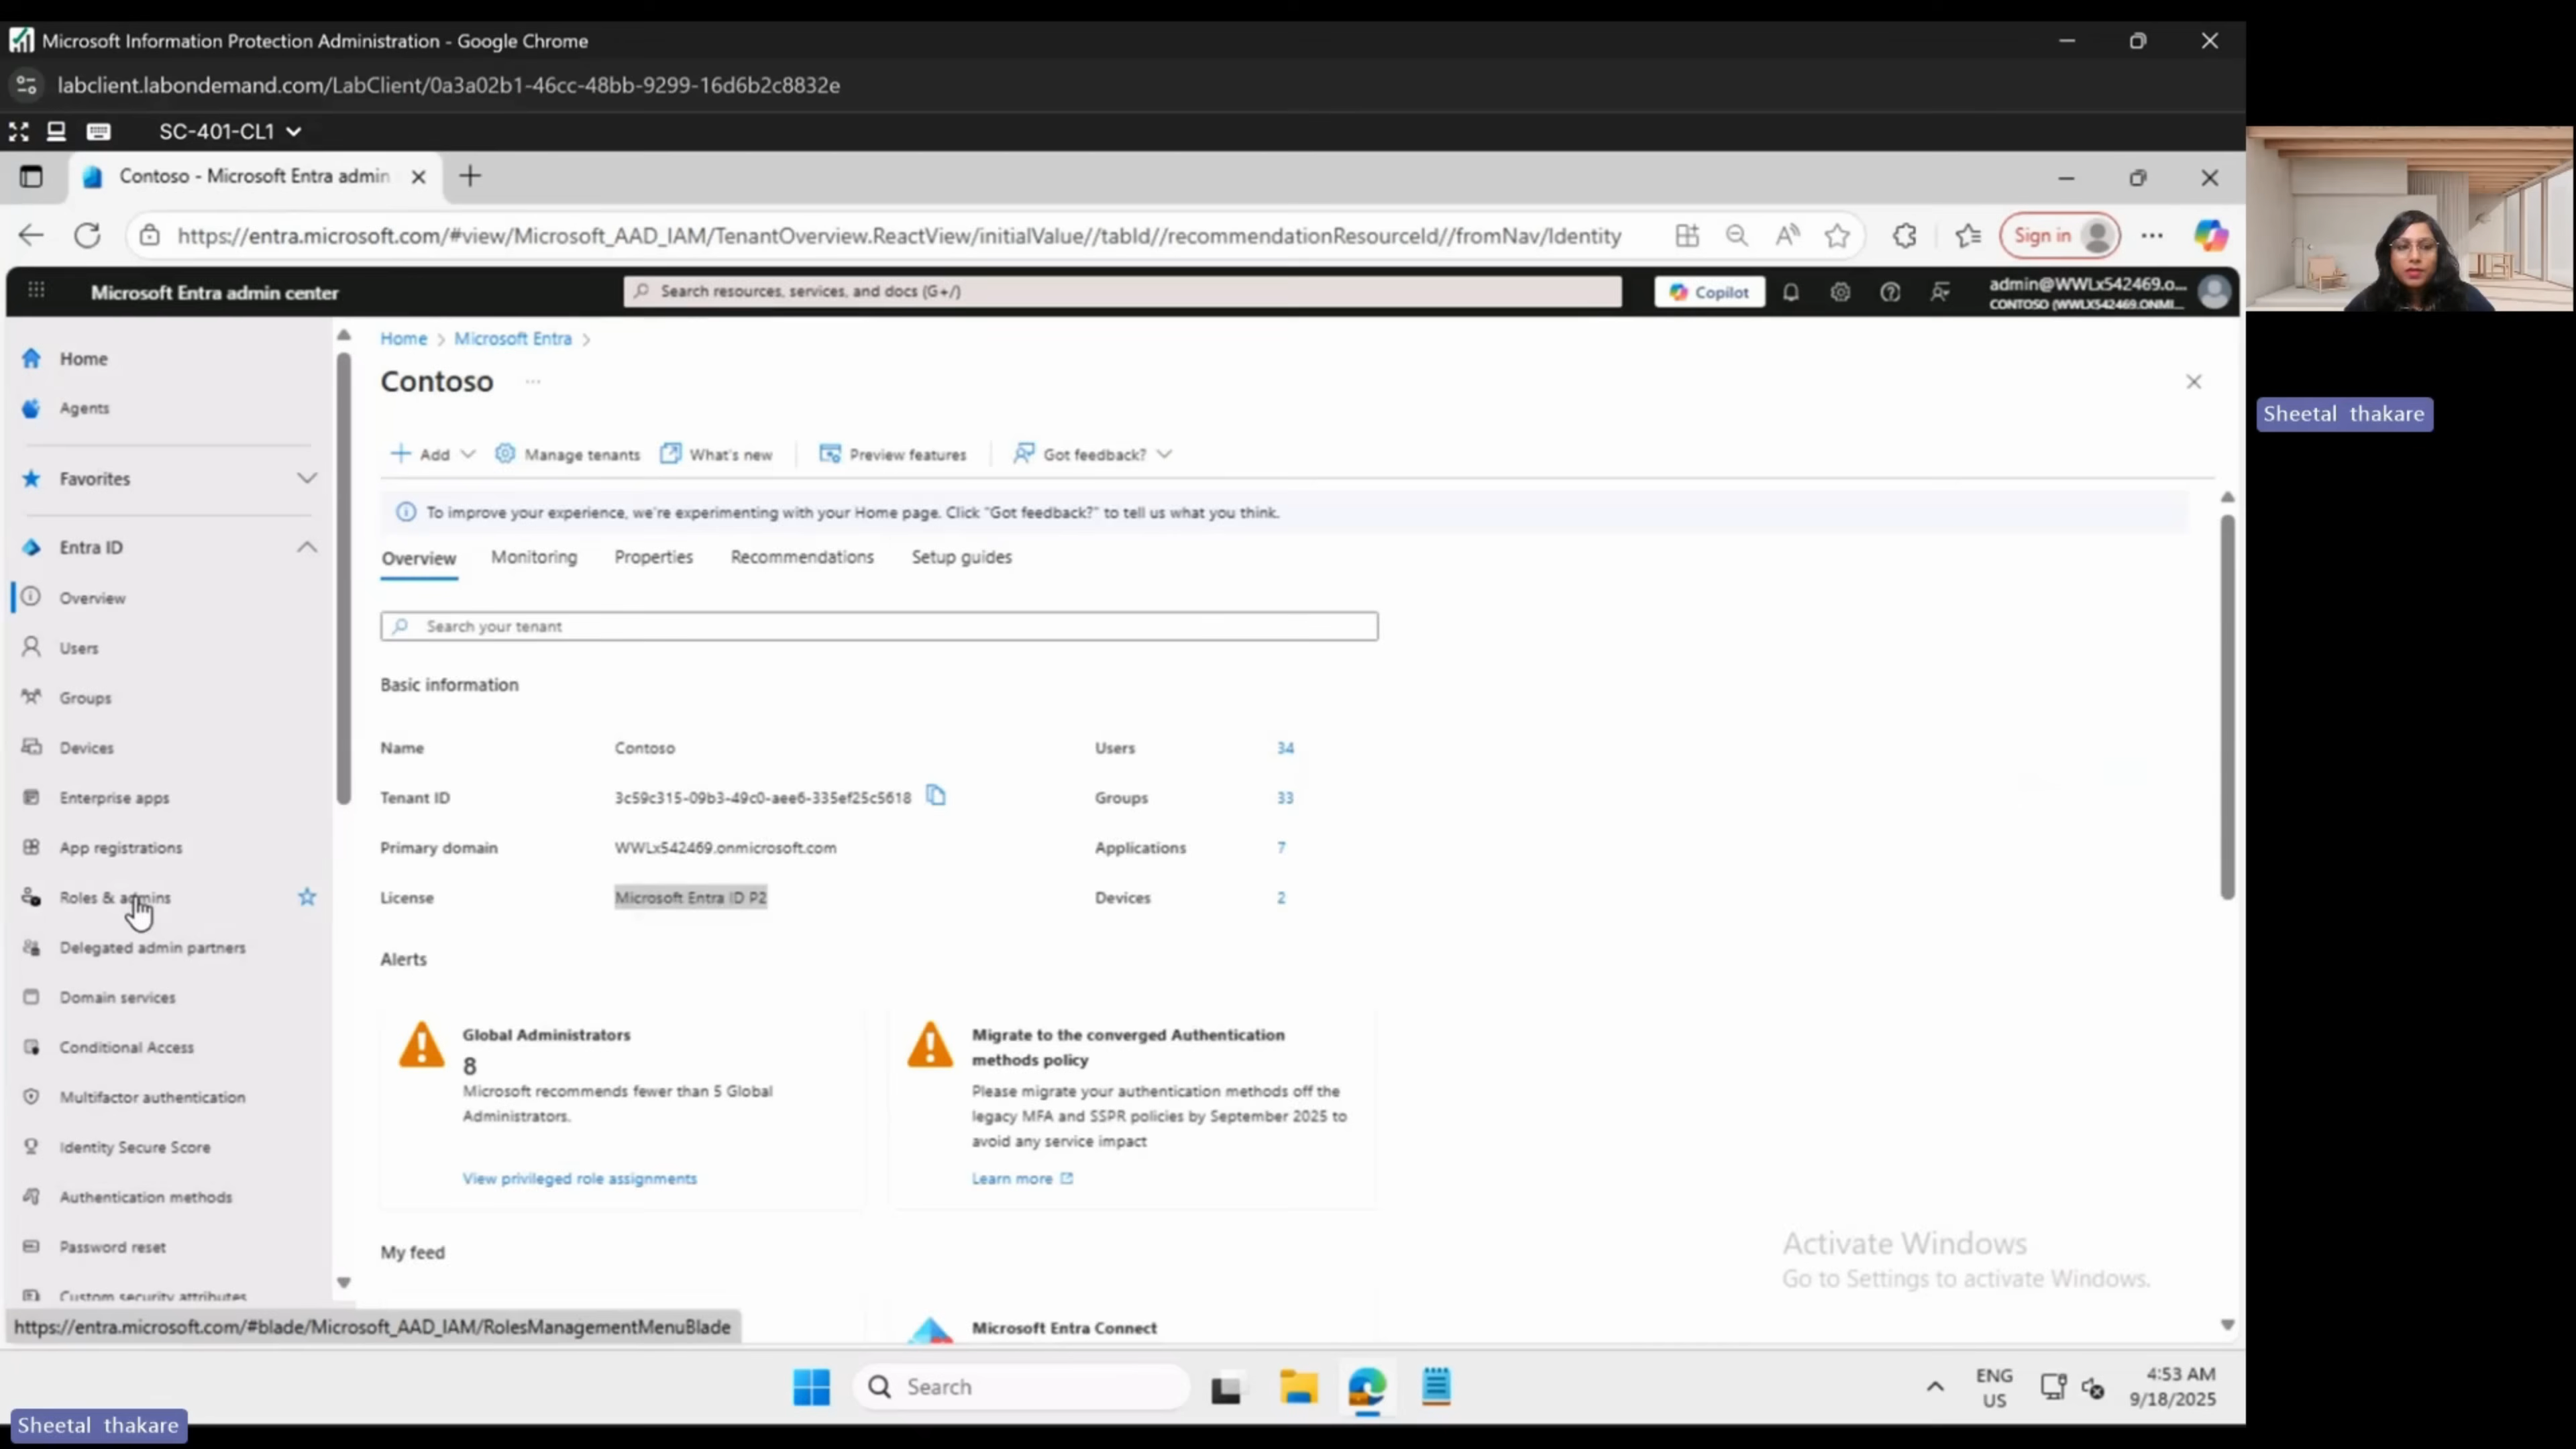 Microsoft Information Protection Administration - Google Chrome
labclient.labondemand.com/LabClient/0a3a02b1-46cc-48bb-9299-16d6b2c8832e
SC-401-CL1
Contoso - Microsoft Entra admin
https://entra.microsoft.com/#view/Microsoft_AAD_IAM/TenantOverview.ReactView/initialValue//tabId//recommendationResourceId//fromNav/Identity
Sign in
Microsoft Entra admin center
Search resources, services, and docs (G+/)
Copilot
admin@WWLx542469.o...
CONTOSO (WWLX542469.ONMI...
Home
Agents
Favorites
Entra ID
Overview
Users
Groups
Devices
Enterprise apps
App registrations
Roles & admins
Delegated admin partners
Domain services
Conditional Access
Multifactor authentication
Identity Secure Score
Authentication methods
Password reset
Custom security attributes
https://entra.microsoft.com/#blade/Microsoft_AAD_IAM/RolesManagementMenuBlade
Home > Microsoft Entra >
Contoso ...
Add
Manage tenants
What's new
Preview features
Got feedback?
To improve your experience, we're experimenting with your Home page. Click "Got feedback?" to tell us what you think.
Overview Monitoring Properties Recommendations Setup guides
Search your tenant
Basic information
Name Contoso Users 34
Tenant ID 3c59c315-09b3-49c0-aee6-335ef25c5618 Groups 33
Primary domain WWLx542469.onmicrosoft.com Applications 7
License Microsoft Entra ID P2 Devices 2
Alerts
Global Administrators
8
Microsoft recommends fewer than 5 Global
Administrators.
View privileged role assignments
Migrate to the converged Authentication
methods policy
Please migrate your authentication methods off the
legacy MFA and SSPR policies by September 2025 to
avoid any service impact
Learn more
My feed
Microsoft Entra Connect
Activate Windows
Go to Settings to activate Windows.
Search
ENG
US
4:53 AM
9/18/2025
Sheetal thakare
Sheetal thakare